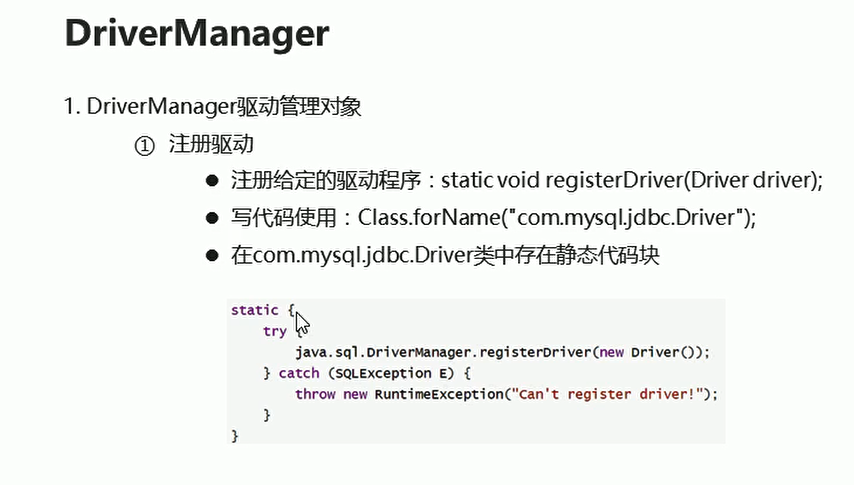 DriverManager
1. DriverManager驱动管理对象
① 注册驱动
● 注册给定的驱动程序：static void registerDriver(Driver driver);
● 写代码使用：Class.forName("com.mysql.jdbc.Driver");
● 在com.mysql.jdbc.Driver类中存在静态代码块
static {
try {
java.sql.DriverManager.registerDriver(new Driver());
} catch (SQLException E) {
throw new RuntimeException("Can't register driver!");
}
}